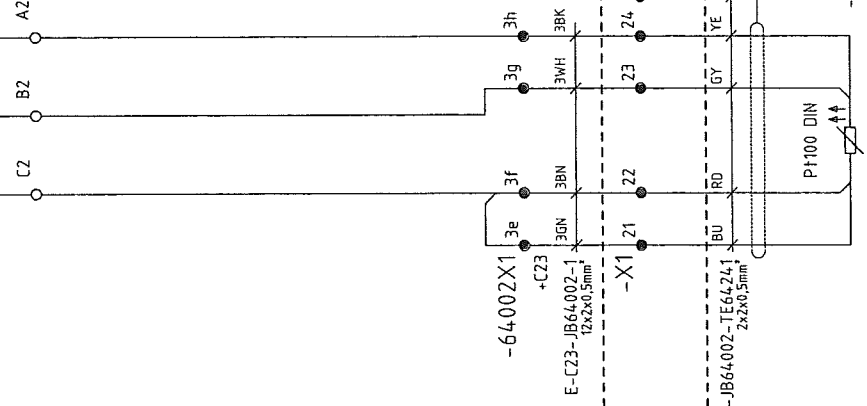 A2
3h
3BK
24
YE
B2
3g
3WH
23
GY
Pt100 DIN
C2
3f
3BN
22
RD
3e
3GN
21
BU
-64002X1
+C23
E-C23-JB64002-1
12x2x0,5mm²
-X1
-JB64002-TE64241
2x2x0,5mm²